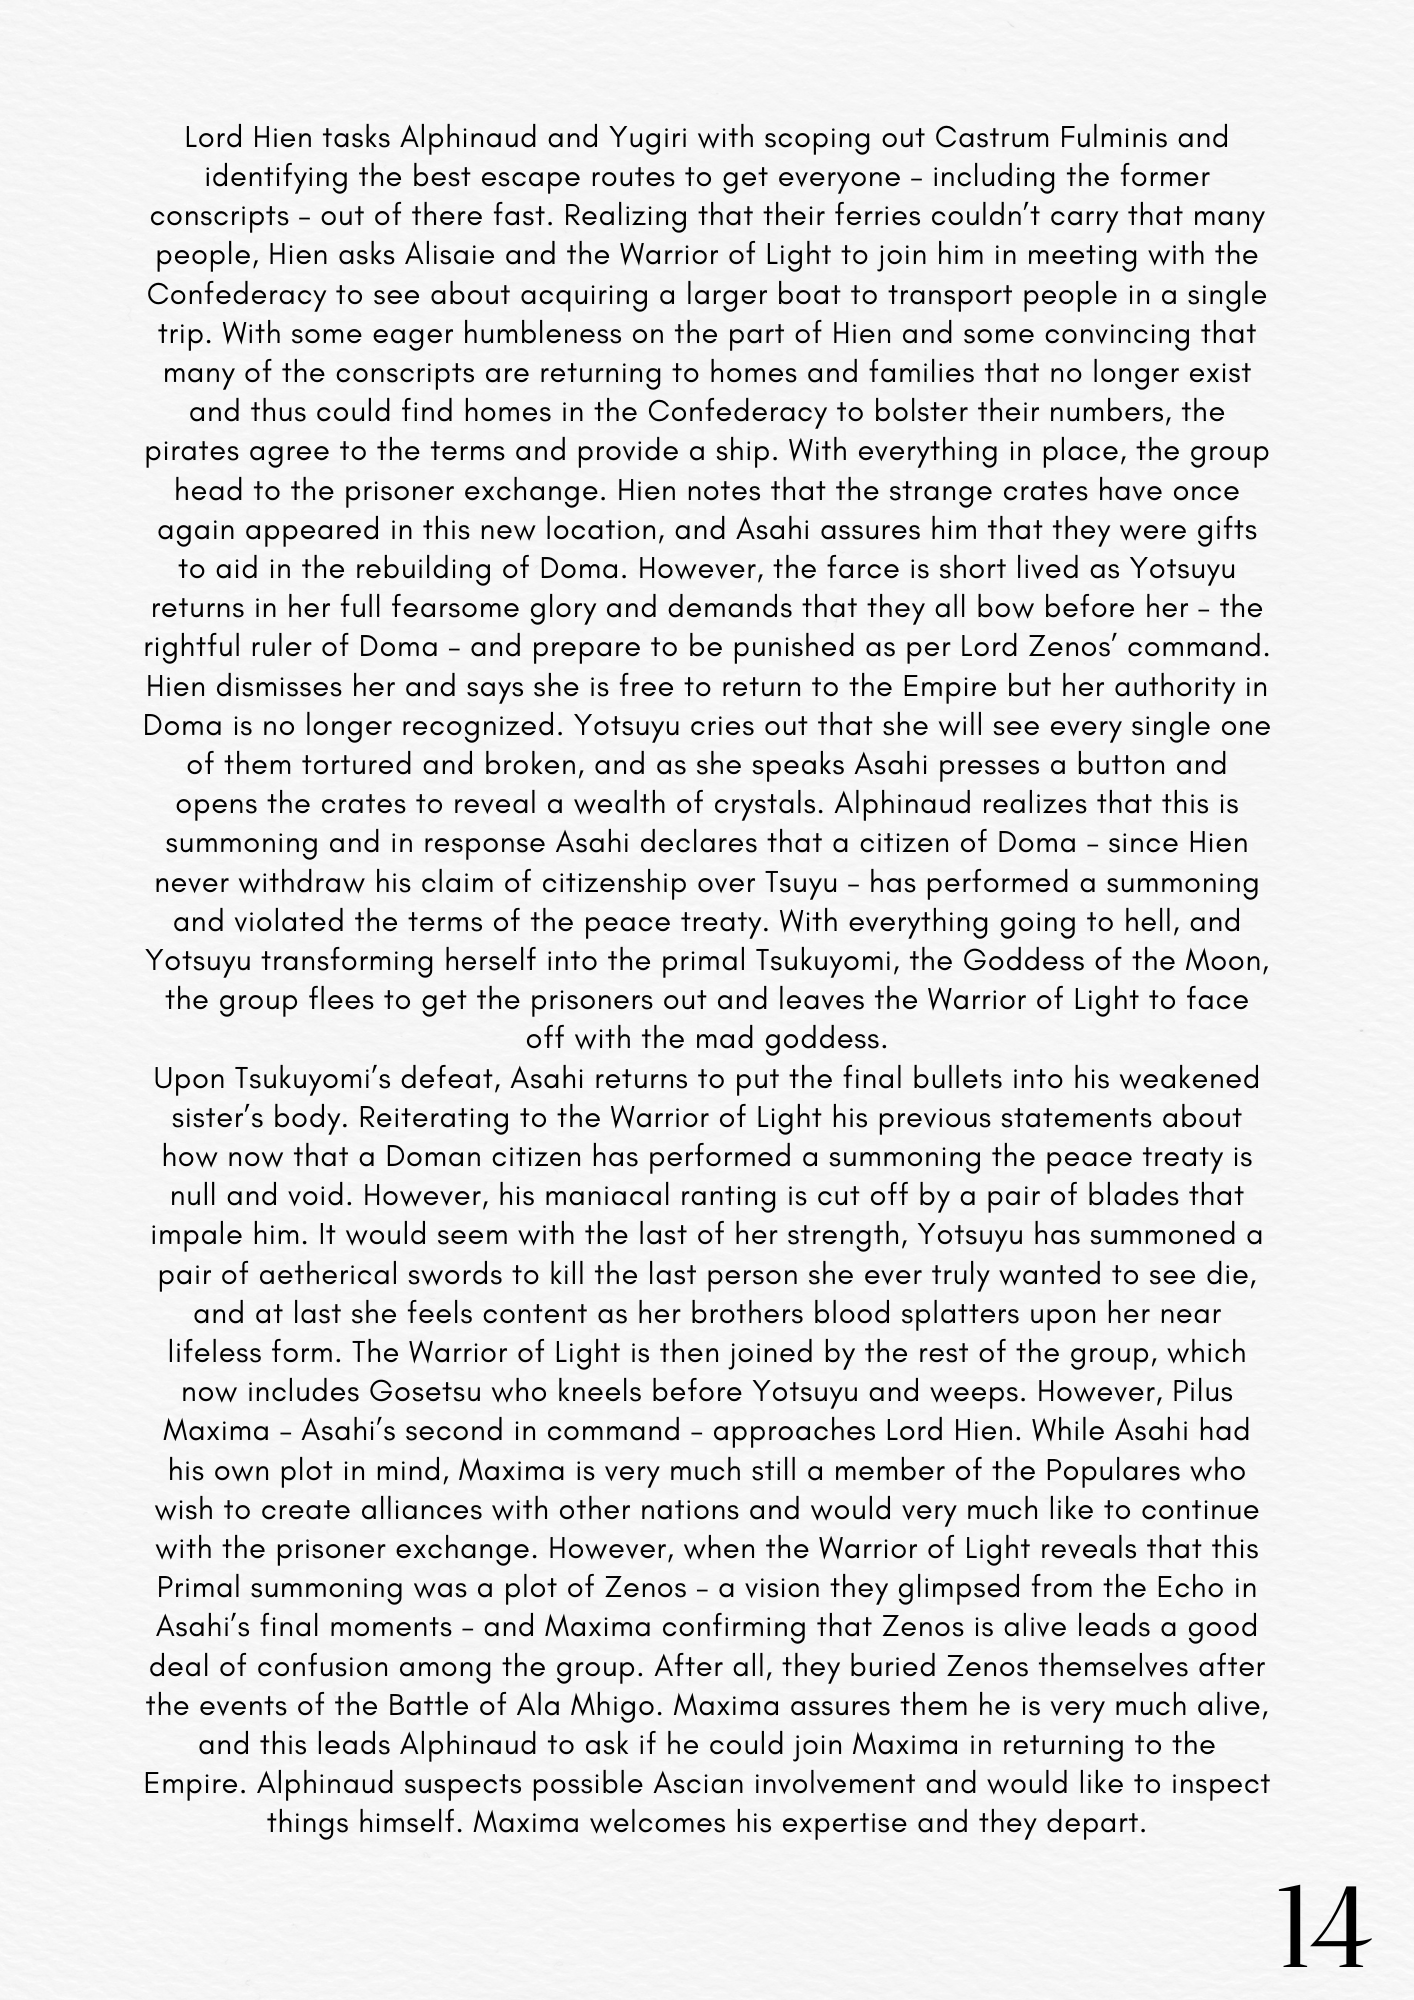 Lord Hien tasks Alphinaud and Yugiri with scoping out Castrum Fulminis and
identifying the best escape routes to get everyone – including the former
conscripts – out of there fast. Realizing that their ferries couldn’t carry that many
people, Hien asks Alisaie and the Warrior of Light to join him in meeting with the
Confederacy to see about acquiring a larger boat to transport people in a single
trip. With some eager humbleness on the part of Hien and some convincing that
many of the conscripts are returning to homes and families that no longer exist
and thus could find homes in the Confederacy to bolster their numbers, the
pirates agree to the terms and provide a ship. With everything in place, the group
head to the prisoner exchange. Hien notes that the strange crates have once
again appeared in this new location, and Asahi assures him that they were gifts
to aid in the rebuilding of Doma. However, the farce is short lived as Yotsuyu
returns in her full fearsome glory and demands that they all bow before her – the
rightful ruler of Doma – and prepare to be punished as per Lord Zenos’ command.
Hien dismisses her and says she is free to return to the Empire but her authority in
Doma is no longer recognized. Yotsuyu cries out that she will see every single one
of them tortured and broken, and as she speaks Asahi presses a button and
opens the crates to reveal a wealth of crystals. Alphinaud realizes that this is
summoning and in response Asahi declares that a citizen of Doma – since Hien
never withdraw his claim of citizenship over Tsuyu – has performed a summoning
and violated the terms of the peace treaty. With everything going to hell, and
Yotsuyu transforming herself into the primal Tsukuyomi, the Goddess of the Moon,
the group flees to get the prisoners out and leaves the Warrior of Light to face
off with the mad goddess.
Upon Tsukuyomi’s defeat, Asahi returns to put the final bullets into his weakened
sister’s body. Reiterating to the Warrior of Light his previous statements about
how now that a Doman citizen has performed a summoning the peace treaty is
null and void. However, his maniacal ranting is cut off by a pair of blades that
impale him. It would seem with the last of her strength, Yotsuyu has summoned a
pair of aetherical swords to kill the last person she ever truly wanted to see die,
and at last she feels content as her brothers blood splatters upon her near
lifeless form. The Warrior of Light is then joined by the rest of the group, which
now includes Gosetsu who kneels before Yotsuyu and weeps. However, Pilus
Maxima – Asahi’s second in command – approaches Lord Hien. While Asahi had
his own plot in mind, Maxima is very much still a member of the Populares who
wish to create alliances with other nations and would very much like to continue
with the prisoner exchange. However, when the Warrior of Light reveals that this
Primal summoning was a plot of Zenos – a vision they glimpsed from the Echo in
Asahi’s final moments – and Maxima confirming that Zenos is alive leads a good
deal of confusion among the group. After all, they buried Zenos themselves after
the events of the Battle of Ala Mhigo. Maxima assures them he is very much alive,
and this leads Alphinaud to ask if he could join Maxima in returning to the
Empire. Alphinaud suspects possible Ascian involvement and would like to inspect
things himself. Maxima welcomes his expertise and they depart.
14